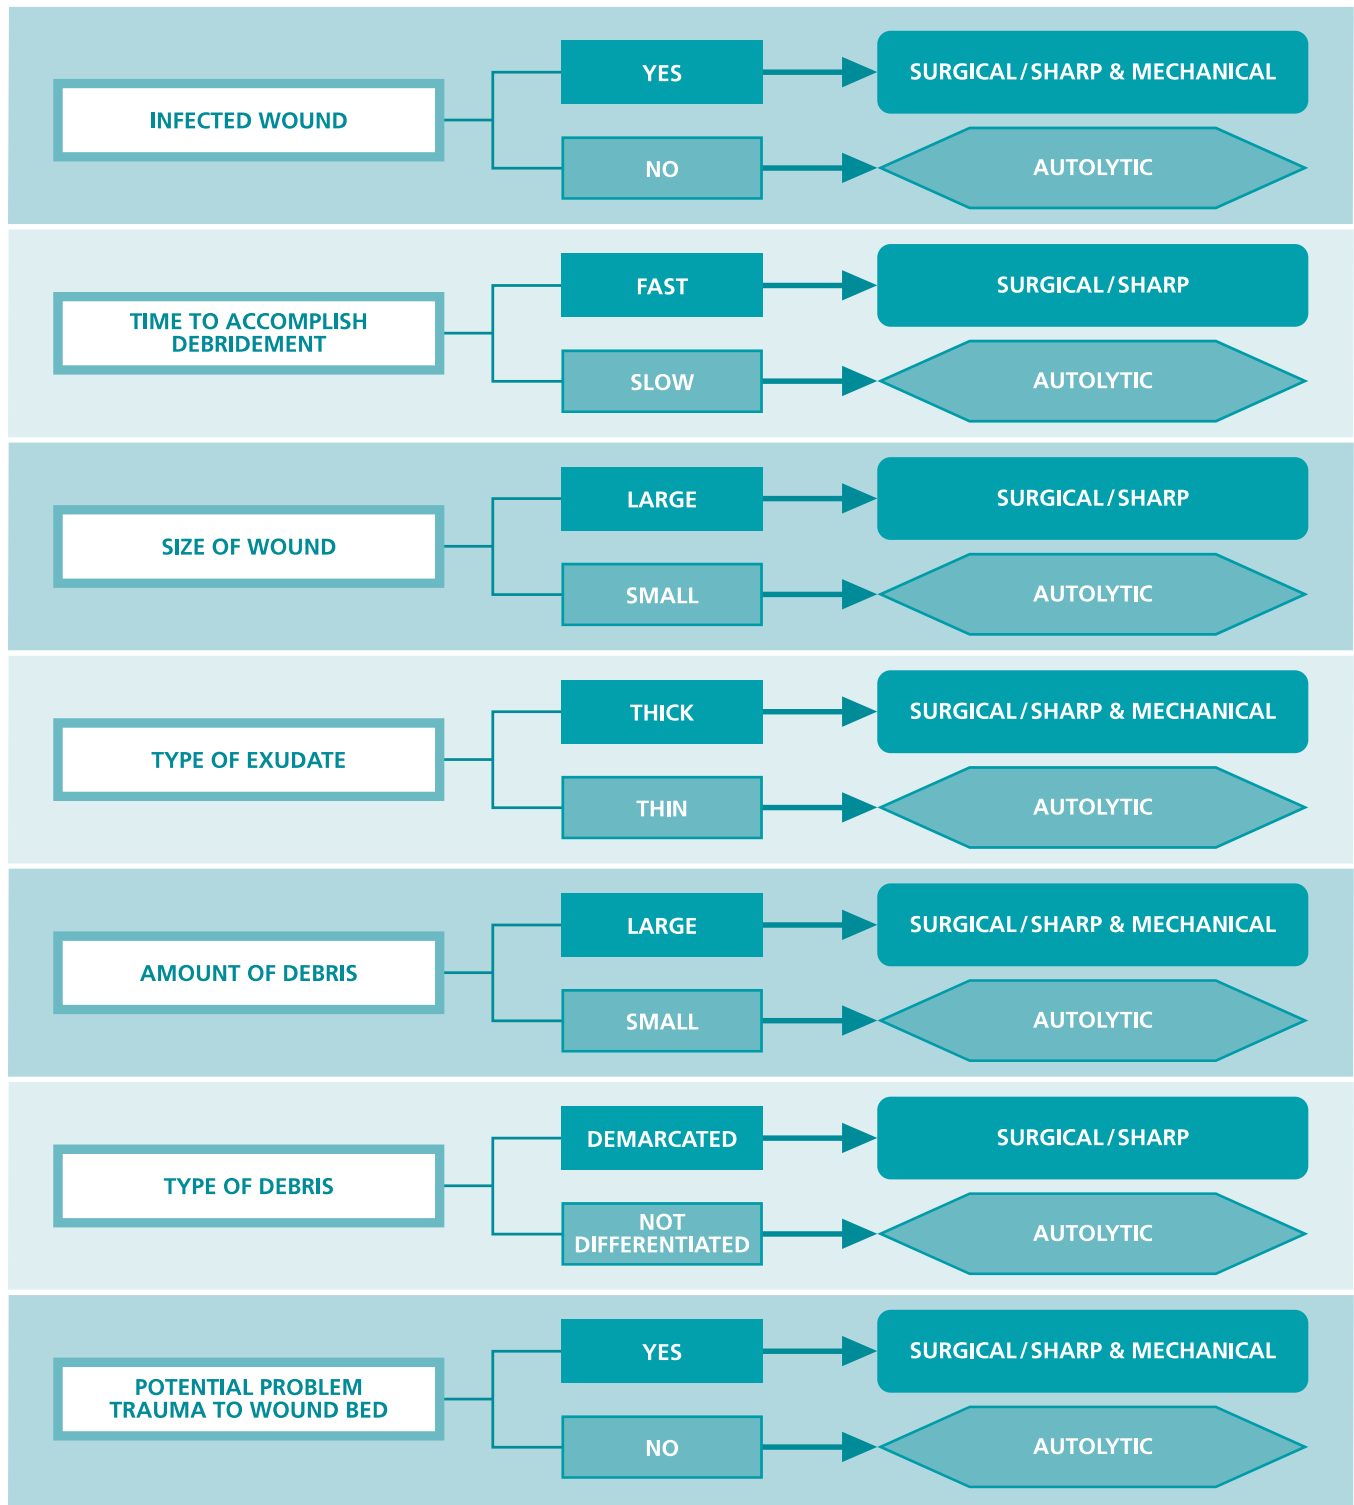 INFECTED WOUND
YES
SURGICAL/SHARP & MECHANICAL
NO
AUTOLYTIC
TIME TO ACCOMPLISH
DEBRIDEMENT
FAST
SURGICAL/SHARP
SLOW
AUTOLYTIC
SIZE OF WOUND
LARGE
SURGICAL/SHARP
SMALL
AUTOLYTIC
TYPE OF EXUDATE
THICK
SURGICAL/SHARP & MECHANICAL
THIN
AUTOLYTIC
AMOUNT OF DEBRIS
LARGE
SURGICAL/SHARP & MECHANICAL
SMALL
AUTOLYTIC
TYPE OF DEBRIS
DEMARCATED
SURGICAL/SHARP
NOT
DIFFERENTIATED
AUTOLYTIC
POTENTIAL PROBLEM
TRAUMA TO WOUND BED
YES
SURGICAL/SHARP & MECHANICAL
NO
AUTOLYTIC